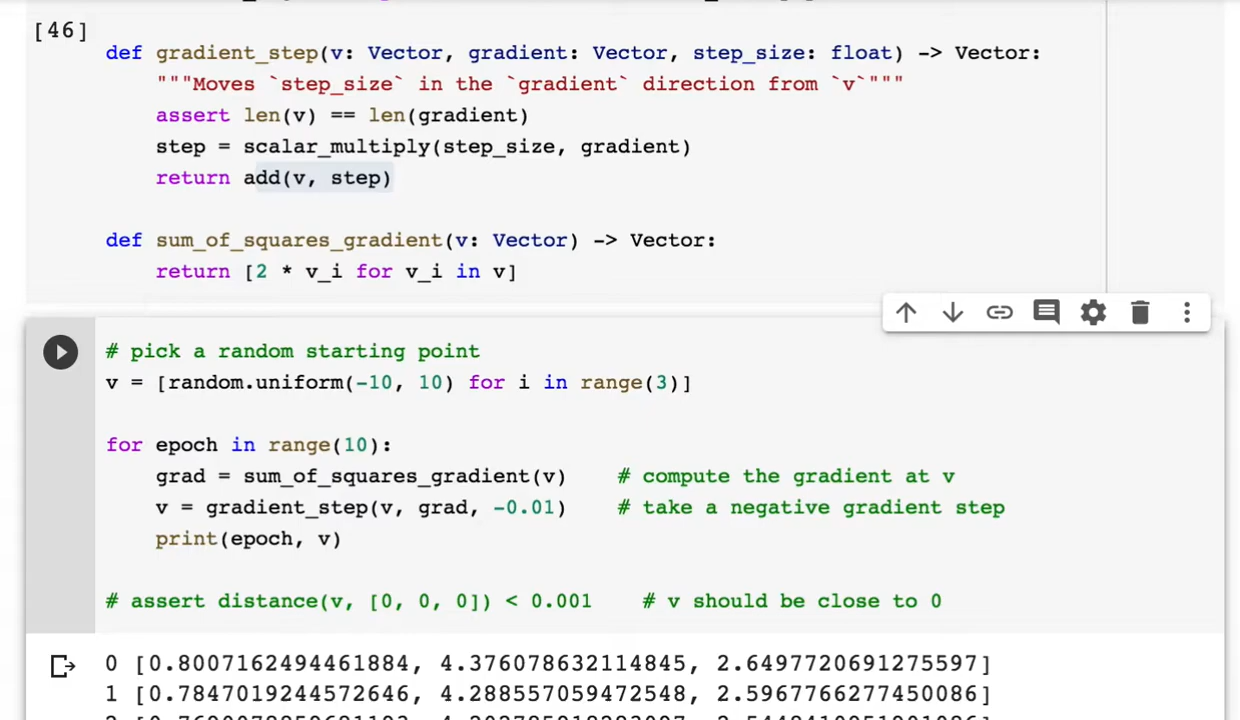 [46]
def gradient_step(v: Vector, gradient: Vector, step_size: float) -> Vector:
"""Moves `step_size` in the `gradient` direction from `v`"""
assert len(v) == len(gradient)
step = scalar_multiply(step_size, gradient)
return add(v, step)
def sum_of_squares_gradient(v: Vector) -> Vector:
return [2 * v_i for v_i in v]
# pick a random starting point
v = [random.uniform(-10, 10) for i in range(3)]
for epoch in range(10):
grad = sum_of_squares_gradient(v) # compute the gradient at v
v = gradient_step(v, grad, -0.01) # take a negative gradient step
print(epoch, v)
# assert distance(v, [0, 0, 0]) < 0.001 # v should be close to 0
0 [0.8007162494461884, 4.376078632114845, 2.6497720691275597]
1 [0.7847019244572646, 4.288557059472548, 2.5967766277450086]